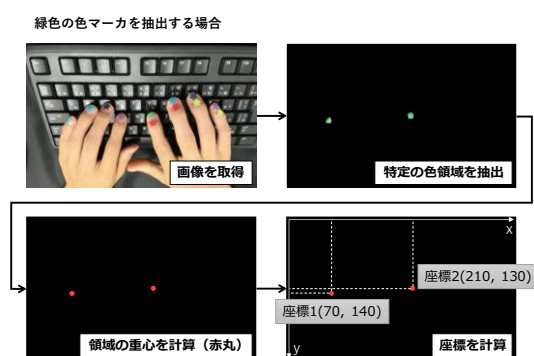 緑色の色マーカを抽出する場合
画像を取得
特定の色領域を抽出
領域の重心を計算（赤丸）
x
座標2(210, 130)
座標1(70, 140)
y
座標を計算